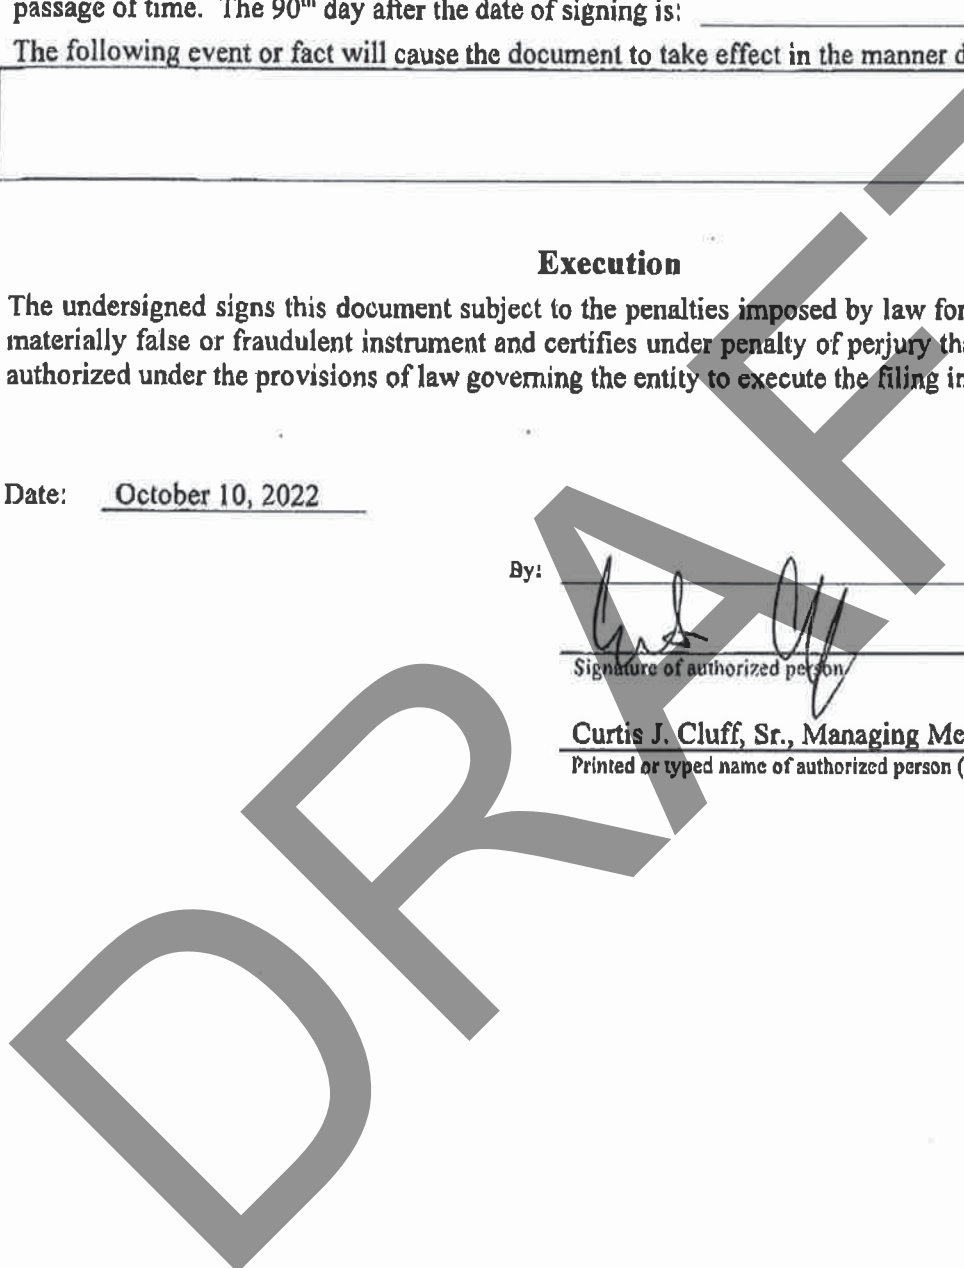 passage of time. The 90th day after the date of signing is:
The following event or fact will cause the document to take effect in the manner d
Execution
The undersigned signs this document subject to the penalties imposed by law for
materially false or fraudulent instrument and certifies under penalty of perjury tha
authorized under the provisions of law governing the entity to execute the filing in
Date: October 10, 2022
By:
Signature of authorized person
Curtis J. Cluff, Sr., Managing Me
Printed or typed name of authorized person (
DRAFT